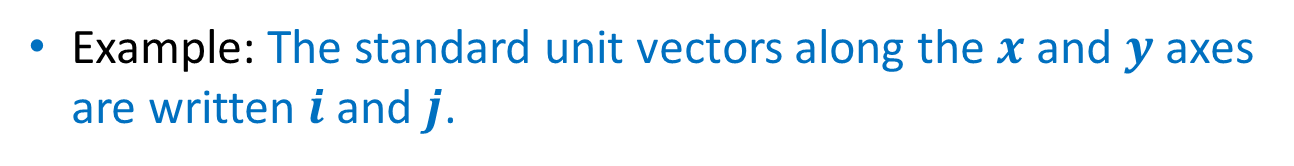 • Example: The standard unit vectors along the x and y axes
are written i and j.